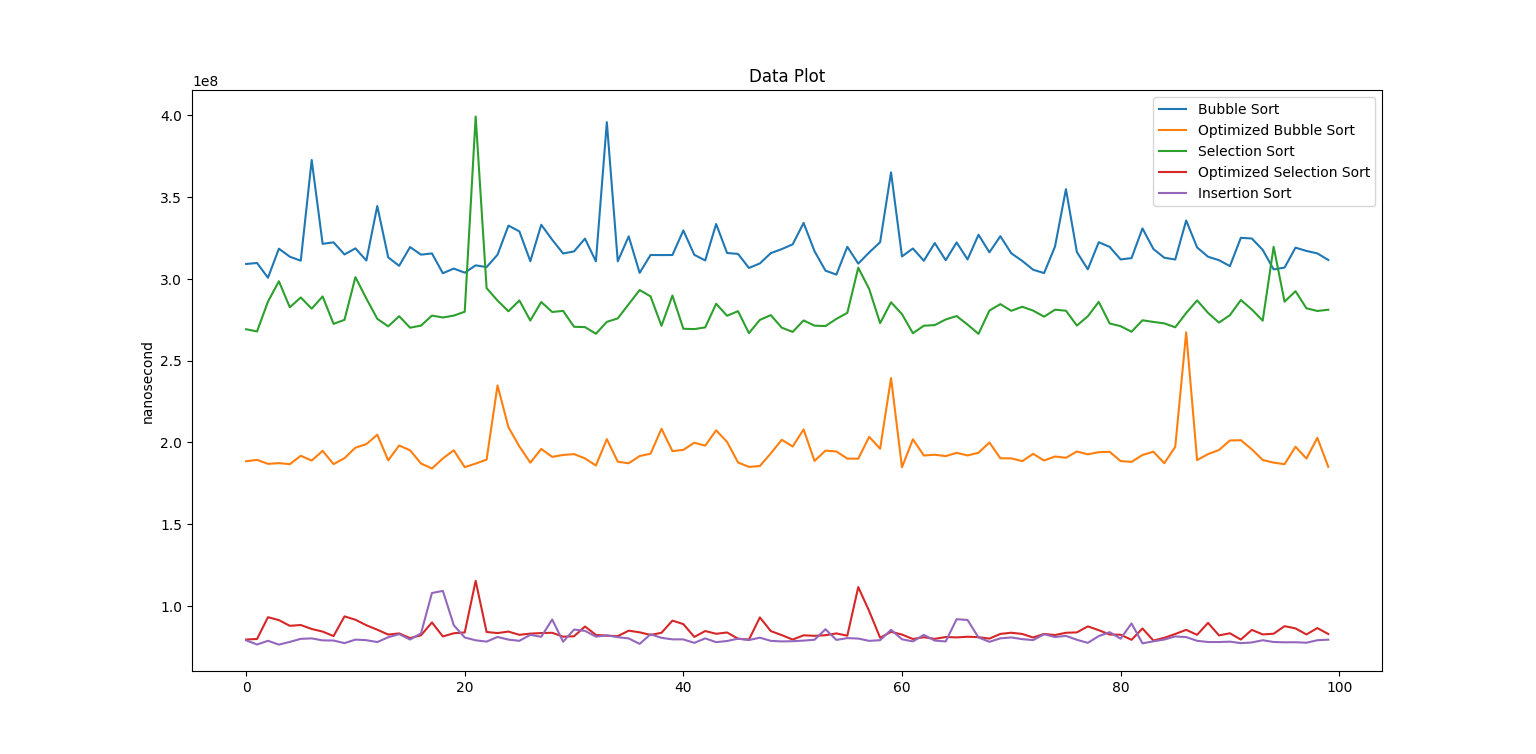 Data Plot
1e8
4.0
3.5
3.0
2.5
2.0
1.5
1.0
nanosecond
0 20 40 60 80 100
Bubble Sort
Optimized Bubble Sort
Selection Sort
Optimized Selection Sort
Insertion Sort